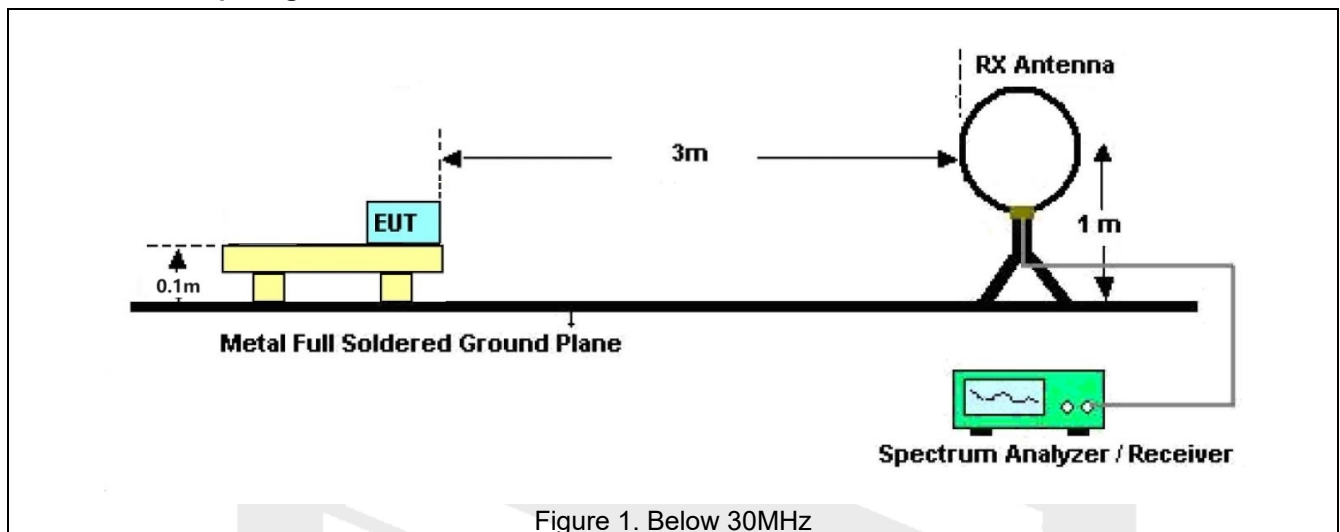 RX Antenna
3m
EUT
1 m
0.1m
Metal Full Soldered Ground Plane
Spectrum Analyzer / Receiver
Figure 1. Below 30MHz